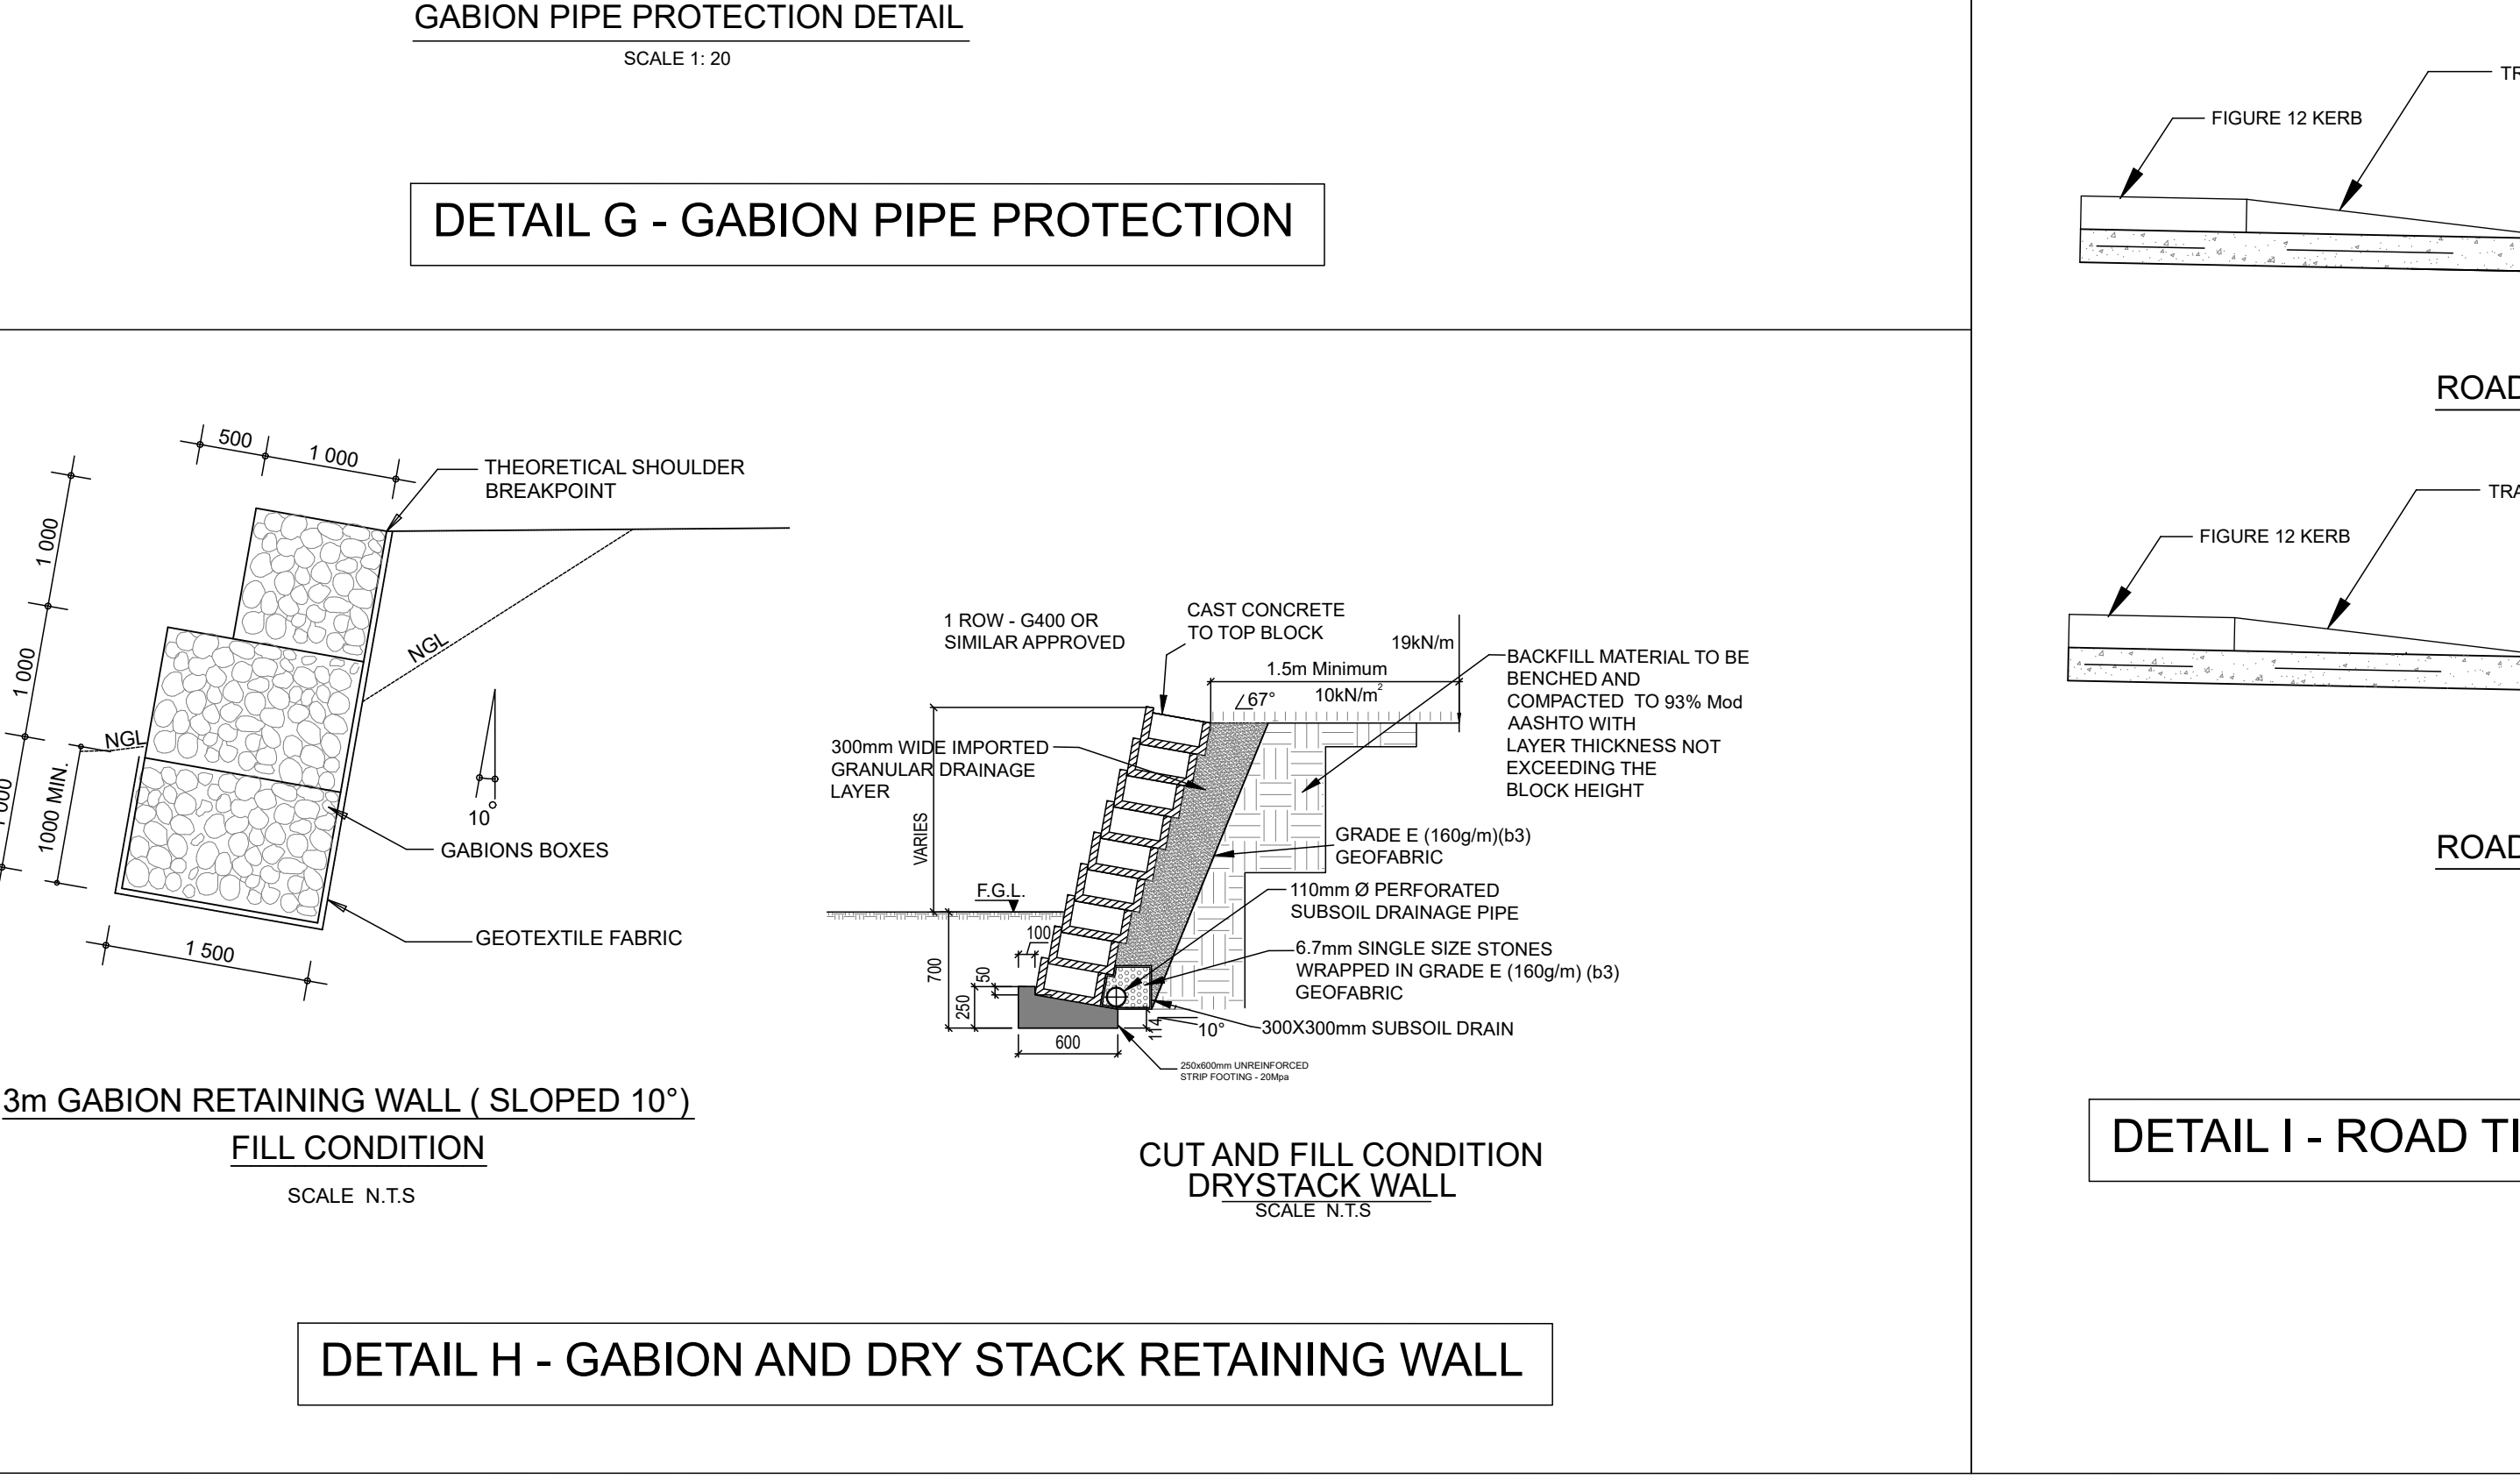 GABION PIPE PROTECTION DETAIL
SCALE 1: 20
DETAIL G - GABION PIPE PROTECTION
500
1 000
THEORETICAL SHOULDER
BREAKPOINT
1 000
1 000
NGL
NGL
1000 MIN.
10°
GABIONS BOXES
GEOTEXTILE FABRIC
1 500
3m GABION RETAINING WALL ( SLOPED 10°)
FILL CONDITION
SCALE N.T.S
1 ROW - G400 OR
SIMILAR APPROVED
CAST CONCRETE
TO TOP BLOCK
19kN/m
1.5m Minimum
67°
10kN/m²
BACKFILL MATERIAL TO BE
BENCHED AND
COMPACTED TO 93% Mod
AASHTO WITH
LAYER THICKNESS NOT
EXCEEDING THE
BLOCK HEIGHT
300mm WIDE IMPORTED
GRANULAR DRAINAGE
LAYER
VARIES
GRADE E (160g/m)(b3)
GEOFABRIC
F.G.L.
110mm Ø PERFORATED
SUBSOIL DRAINAGE PIPE
100
700
50
250
6.7mm SINGLE SIZE STONES
WRAPPED IN GRADE E (160g/m) (b3)
GEOFABRIC
114
10°
300X300mm SUBSOIL DRAIN
600
250x600mm UNREINFORCED
STRIP FOOTING - 20Mpa
CUT AND FILL CONDITION
DRYSTACK WALL
SCALE N.T.S
DETAIL H - GABION AND DRY STACK RETAINING WALL
FIGURE 12 KERB
FIGURE 12 KERB
DETAIL I - ROAD